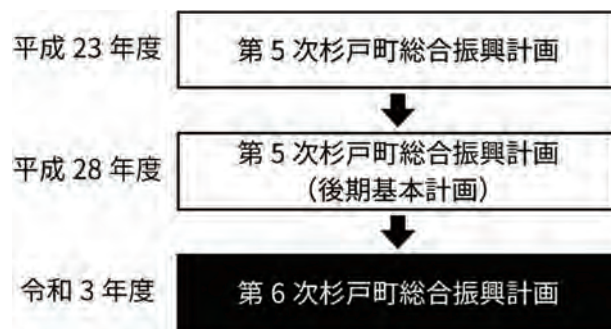 平成 23 年度
第 5 次杉戸町総合振興計画
平成 28 年度
第 5 次杉戸町総合振興計画
（後期基本計画）
令和 3 年度
第 6 次杉戸町総合振興計画